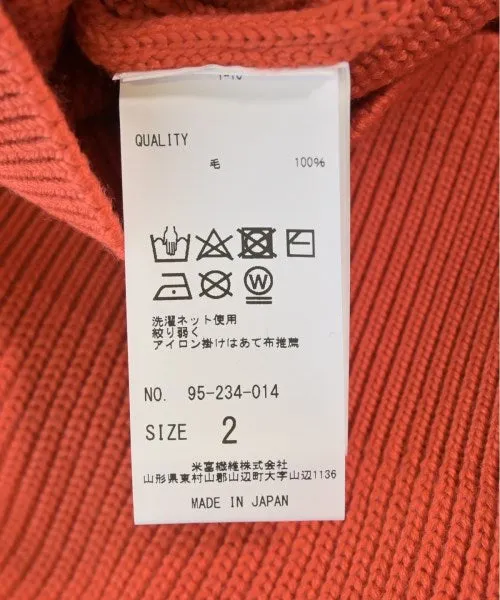 QUALITY
毛 100%
W
洗濯ネット使用
絞り弱く
アイロン掛けはあて布推薦
NO. 95-234-014
SIZE 2
米富繊維株式会社
山形県東村山郡山辺町大字山辺1136
MADE IN JAPAN